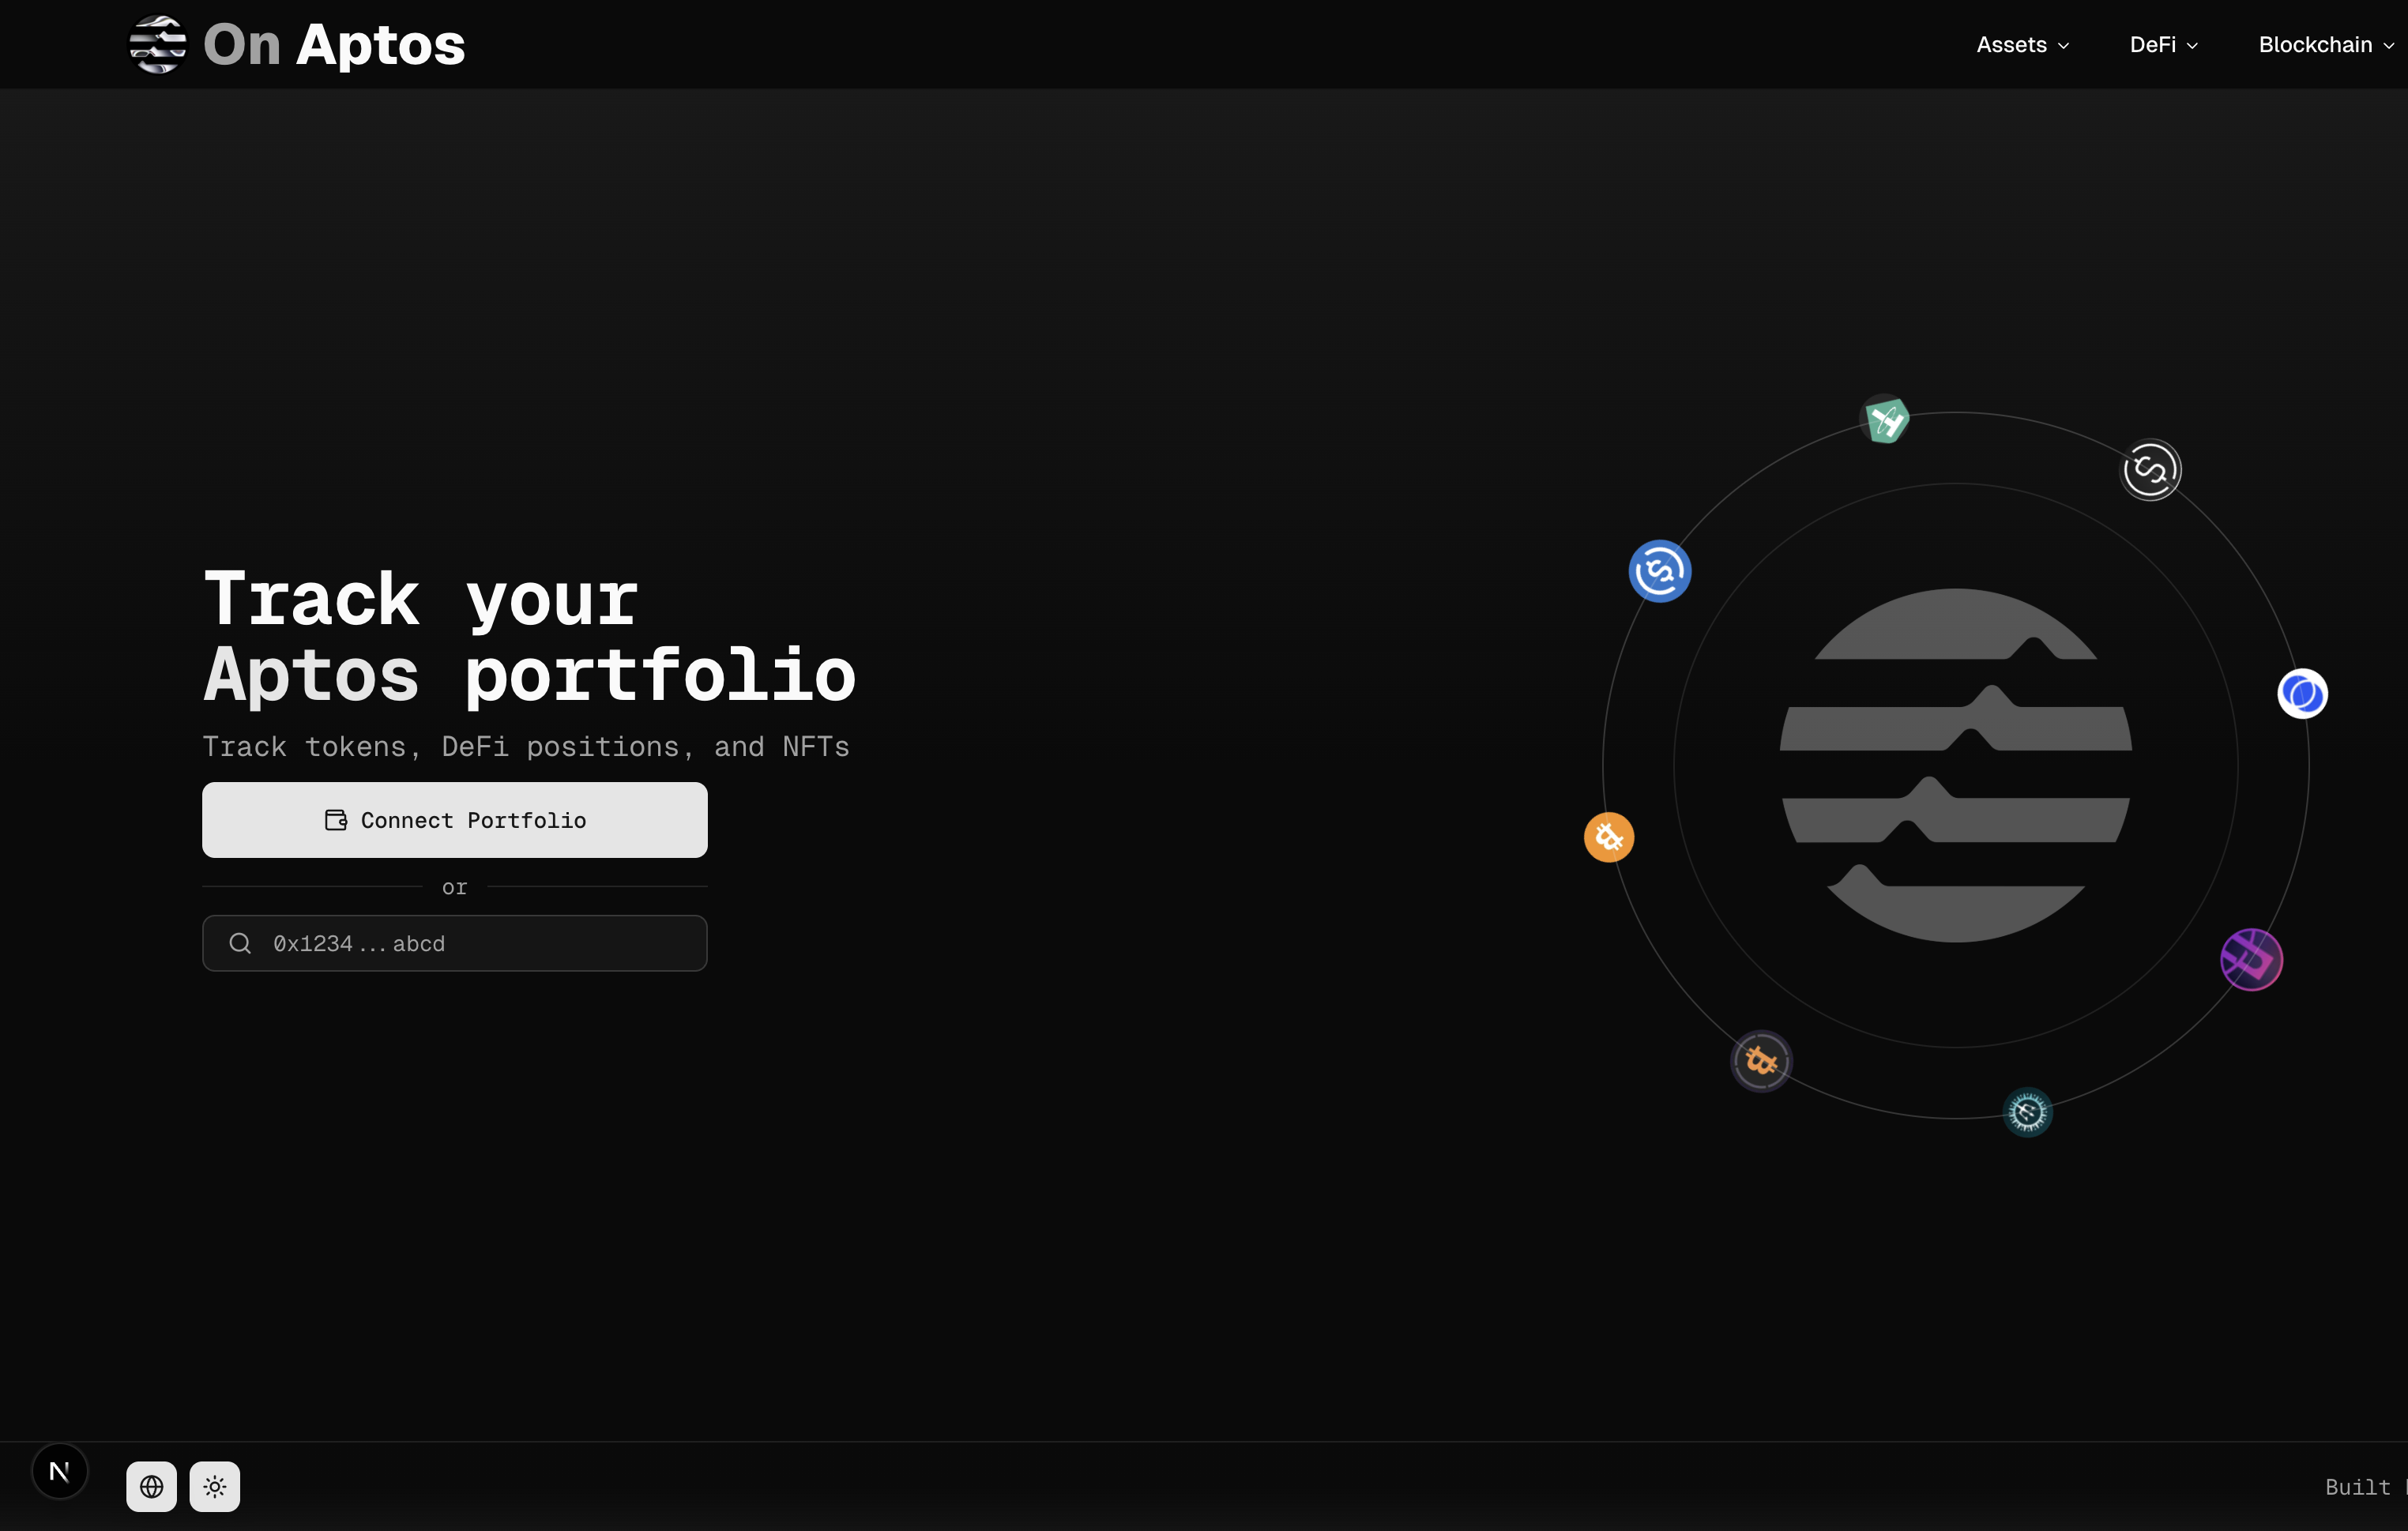 On Aptos
Assets
DeFi
Blockchain
Track your
Aptos portfolio
Track tokens, DeFi positions, and NFTs
Connect Portfolio
or
0x1234...abcd
N
Built